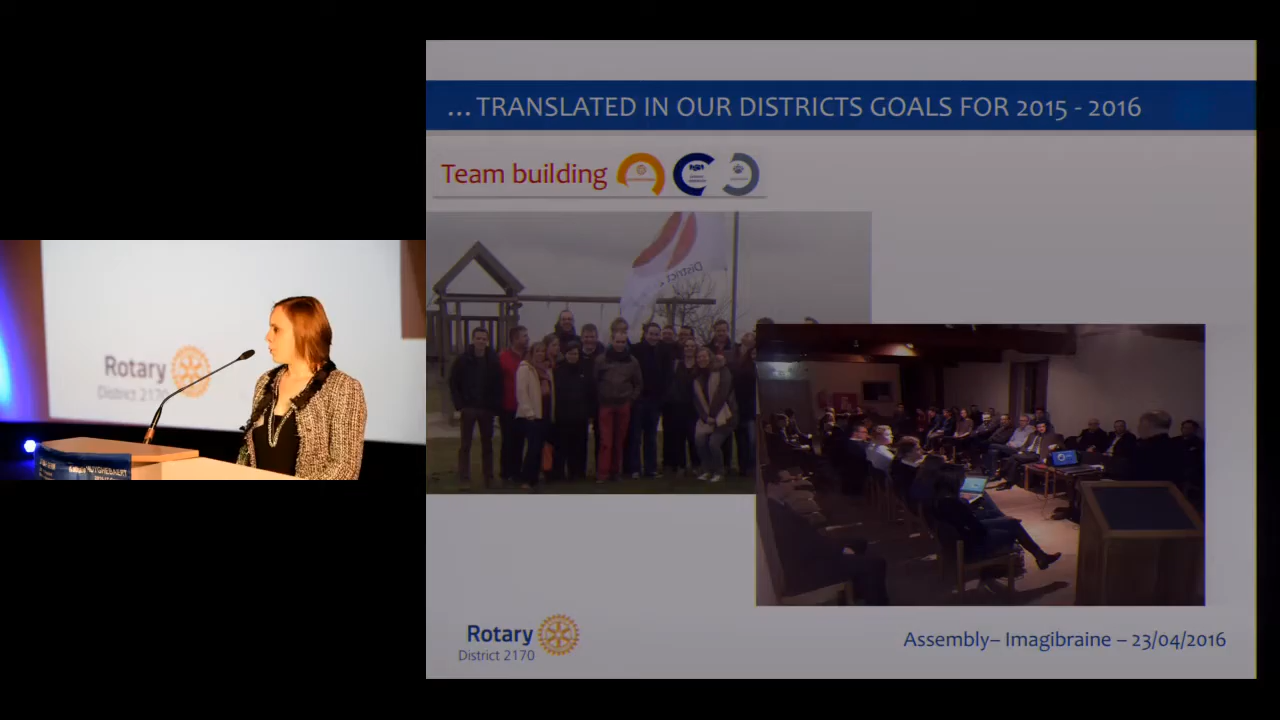 …TRANSLATED IN OUR DISTRICTS GOALS FOR 2015 - 2016
Team building
District
Rotary
District 2170
Rotary
District 2170
Assembly– Imagibraine – 23/04/2016